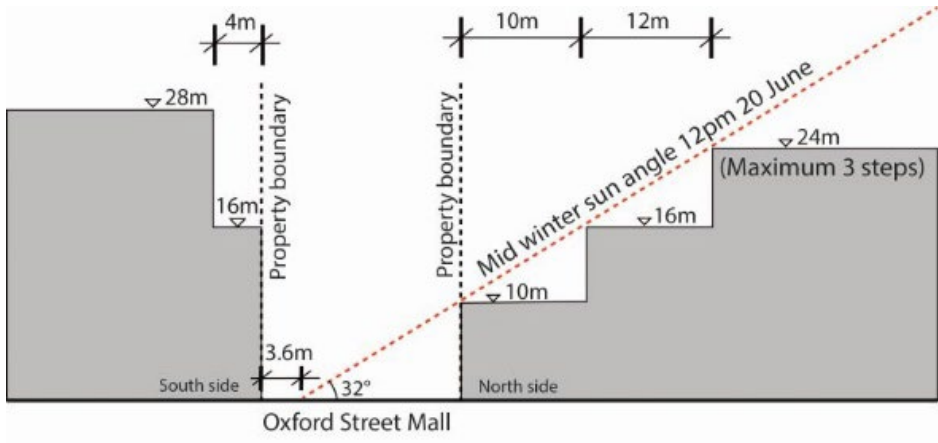 4m
10m
12m
28m
Property boundary
Property boundary
Mid winter sun angle 12pm 20 June
24m
(Maximum 3 steps)
16m
16m
10m
3.6m
South side
32°
North side
Oxford Street Mall